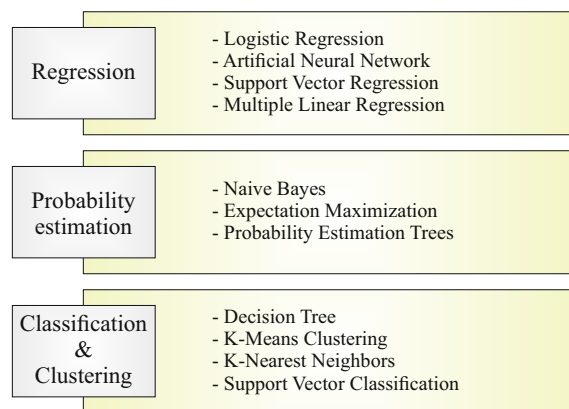 Regression
- Logistic Regression
- Artificial Neural Network
- Support Vector Regression
- Multiple Linear Regression
Probability
estimation
- Naive Bayes
- Expectation Maximization
- Probability Estimation Trees
Classification
&
Clustering
- Decision Tree
- K-Means Clustering
- K-Nearest Neighbors
- Support Vector Classification